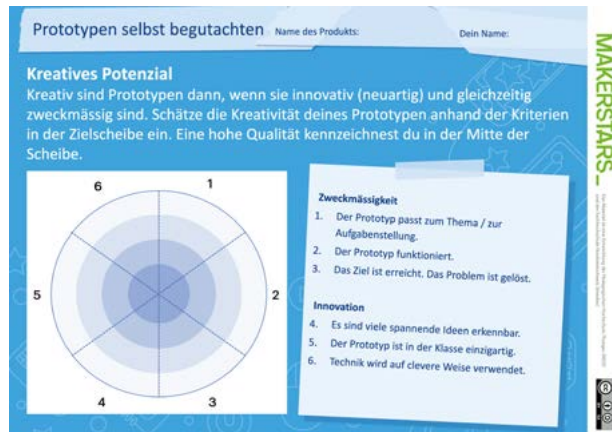 Prototypen selbst begutachten
Name des Produkts:
Dein Name:
Kreatives Potenzial
Kreativ sind Prototypen dann, wenn sie innovativ (neuartig) und gleichzeitig
zweckmässig sind. Schätze die Kreativität deines Prototypen anhand der Kriterien
in der Zielscheibe ein. Eine hohe Qualität kennzeichnest du in der Mitte der
Scheibe.
6
1
5
2
4
3
Zweckmässigkeit
1. Der Prototyp passt zum Thema / zur
Aufgabenstellung.
2. Der Prototyp funktioniert.
3. Das Ziel ist erreicht. Das Problem ist gelöst.
Innovation
4. Es sind viele spannende Ideen erkennbar.
5. Der Prototyp ist in der Klasse einzigartig.
6. Technik wird auf clevere Weise verwendet.
MAKERSTARS_